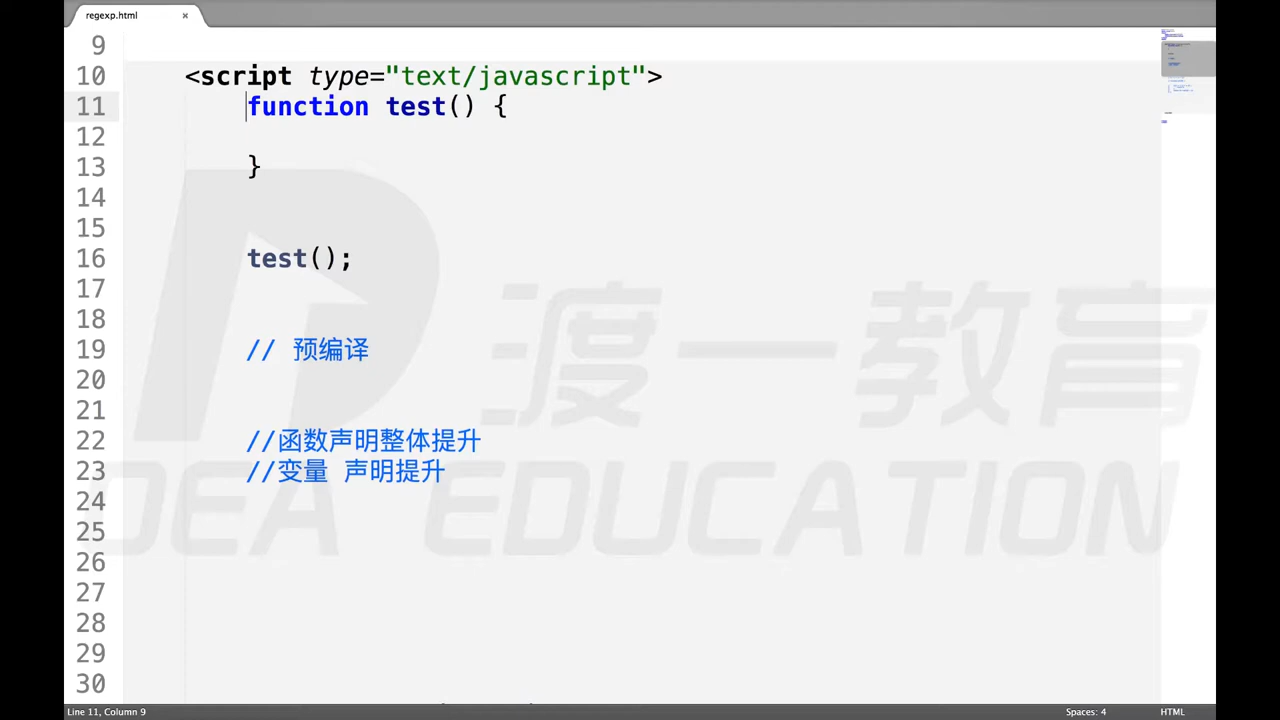 regexp.html ×
9
10 <script type="text/javascript">
11 function test() {
12
13 }
14
15
16 test();
17
18
19 // 预编译
20
21
22 //函数声明整体提升
23 //变量 声明提升
24
25
26
27
28
29
30
渡一教育
DEA EDUCATION
Line 11, Column 9 Spaces: 4 HTML